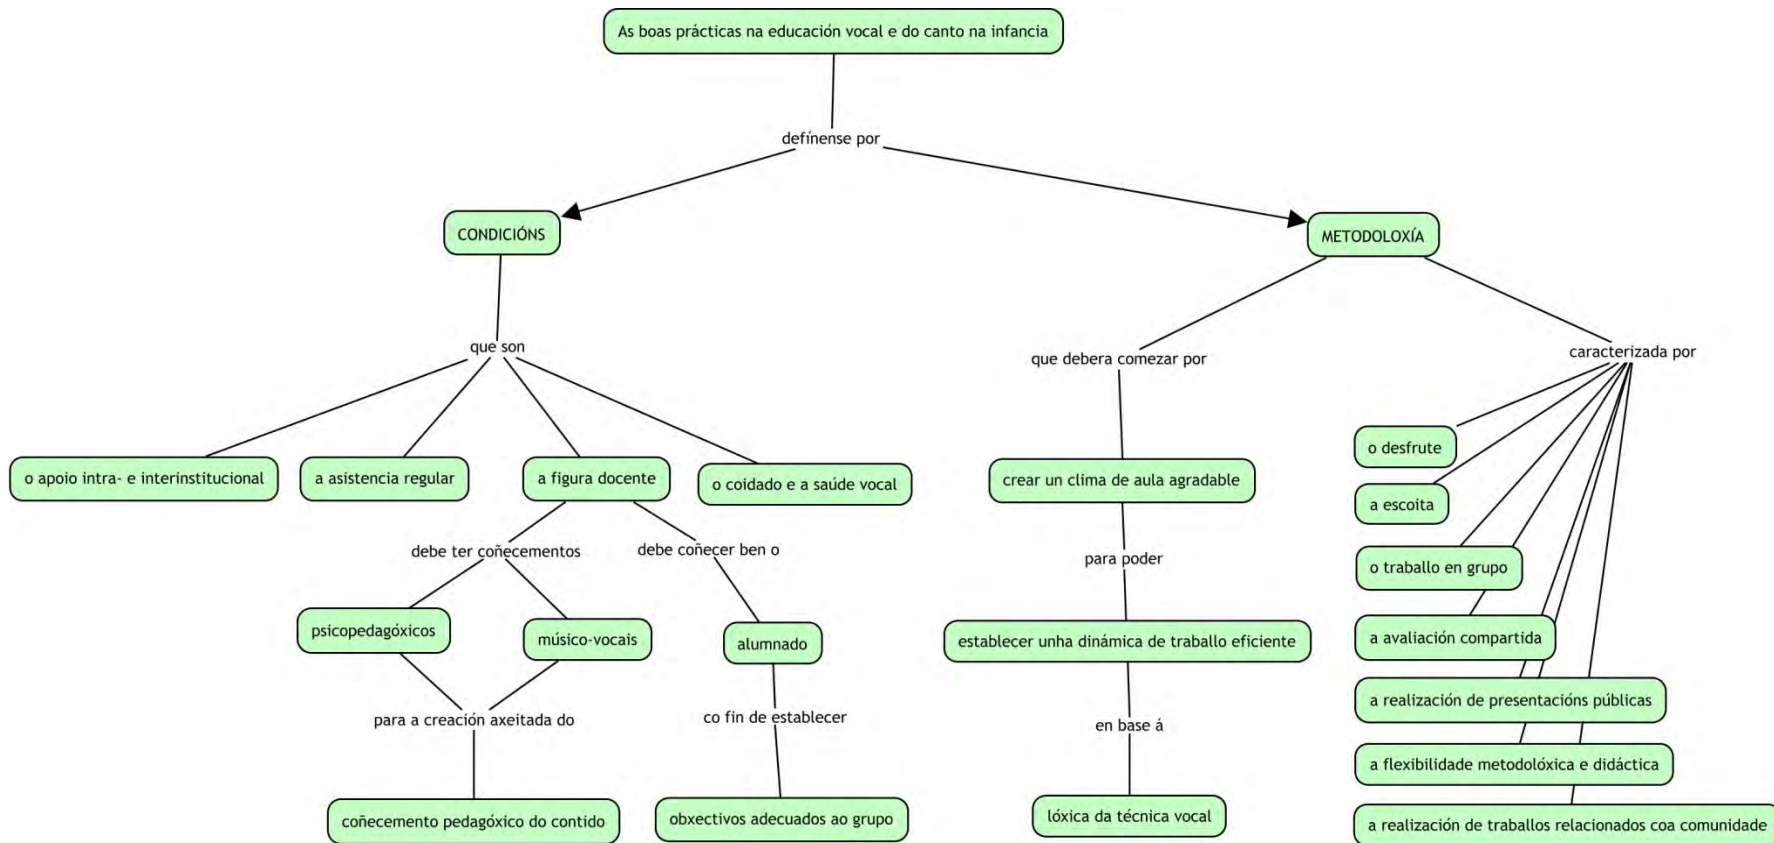 As boas prácticas na educación vocal e do canto na infancia
defínense por
CONDICIÓNS
METODOLOXÍA
que son
que debera comezar por
caracterizada por
o apoio intra- e interinstitucional
a asistencia regular
a figura docente
o coidado e a saúde vocal
crear un clima de aula agradable
o desfrute
a escoita
debe ter coñecementos
debe coñecer ben o
para poder
o traballo en grupo
psicopedagóxicos
músico-vocais
alumnado
establecer unha dinámica de traballo eficiente
a avaliación compartida
a realización de presentacións públicas
para a creación axeitada do
co fin de establecer
en base á
a flexibilidade metodolóxica e didáctica
coñecemento pedagóxico do contido
obxectivos adecuados ao grupo
lóxica da técnica vocal
a realización de traballos relacionados coa comunidade